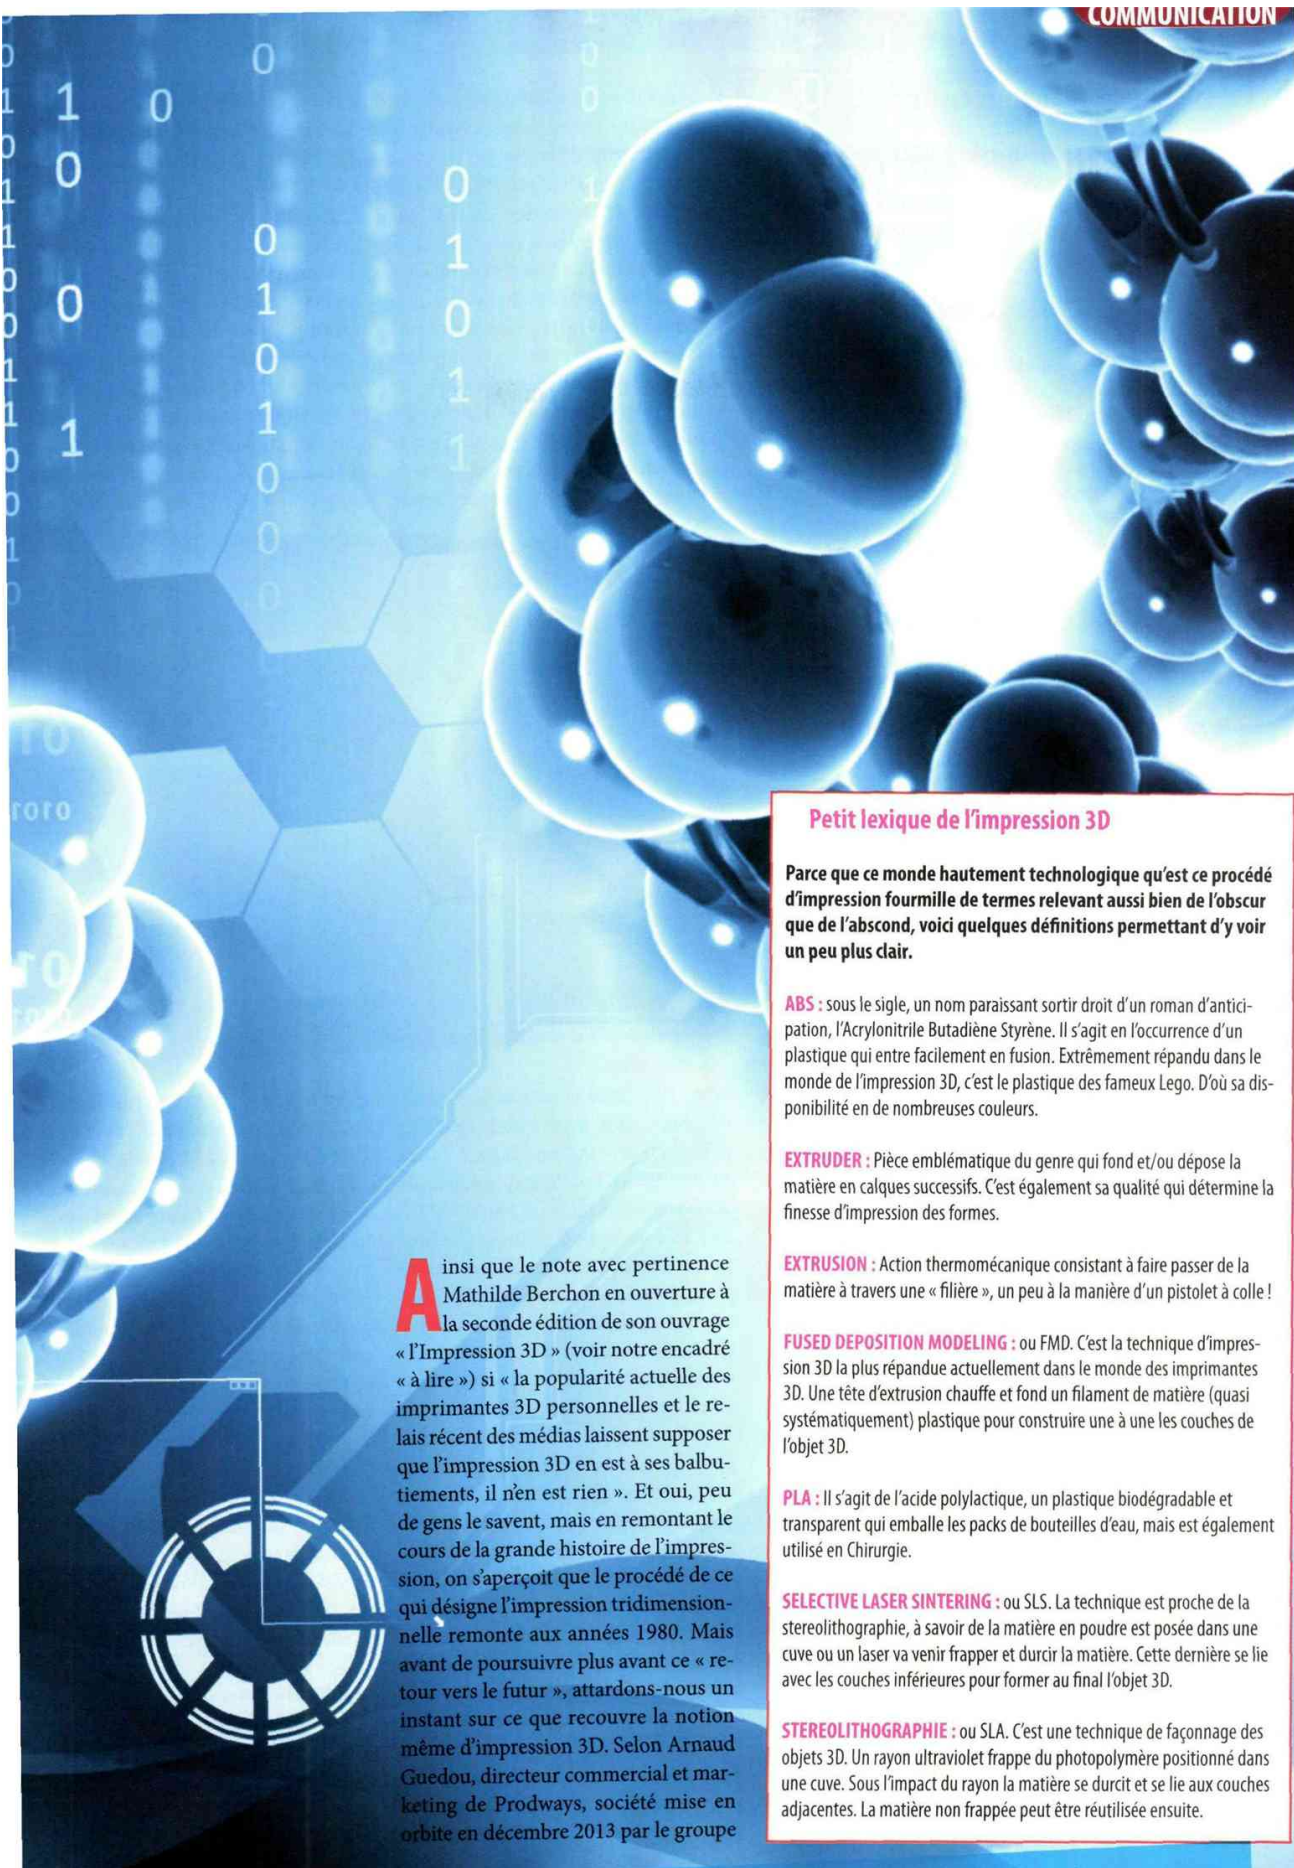 COMMUNICATION
Ainsi que le note avec pertinence
Mathilde Berchon en ouverture à
la seconde édition de son ouvrage
« l'Impression 3D » (voir notre encadré
« à lire ») si « la popularité actuelle des
imprimantes 3D personnelles et le re-
lais récent des médias laissent supposer
que l'impression 3D en est à ses balbu-
tiements, il n'en est rien ». Et oui, peu
de gens le savent, mais en remontant le
cours de la grande histoire de l'impres-
sion, on s'aperçoit que le procédé de ce
qui désigne l'impression tridimension-
nelle remonte aux années 1980. Mais
avant de poursuivre plus avant ce « re-
tour vers le futur », attardons-nous un
instant sur ce que recouvre la notion
même d'impression 3D. Selon Arnaud
Guedou, directeur commercial et mar-
keting de Prodways, société mise en
orbite en décembre 2013 par le groupe
Petit lexique de l'impression 3D
Parce que ce monde hautement technologique qu'est ce procédé
d'impression fourmille de termes relevant aussi bien de l'obscur
que de l'abscond, voici quelques définitions permettant d'y voir
un peu plus clair.
ABS : sous le sigle, un nom paraissant sortir droit d'un roman d'antici-
pation, l'Acrylonitrile Butadiène Styrène. Il s'agit en l'occurrence d'un
plastique qui entre facilement en fusion. Extrêmement répandu dans le
monde de l'impression 3D, c'est le plastique des fameux Lego. D'où sa dis-
ponibilité en de nombreuses couleurs.
EXTRUDER : Pièce emblématique du genre qui fond et/ou dépose la
matière en calques successifs. C'est également sa qualité qui détermine la
finesse d'impression des formes.
EXTRUSION : Action thermomécanique consistant à faire passer de la
matière à travers une « filière », un peu à la manière d'un pistolet à colle !
FUSED DEPOSITION MODELING : ou FMD. C'est la technique d'impres-
sion 3D la plus répandue actuellement dans le monde des imprimantes
3D. Une tête d'extrusion chauffe et fond un filament de matière (quasi
systématiquement) plastique pour construire une à une les couches de
l'objet 3D.
PLA : Il s'agit de l'acide polylactique, un plastique biodégradable et
transparent qui emballe les packs de bouteilles d'eau, mais est également
utilisé en Chirurgie.
SELECTIVE LASER SINTERING : ou SLS. La technique est proche de la
stereolithographie, à savoir de la matière en poudre est posée dans une
cuve ou un laser va venir frapper et durcir la matière. Cette dernière se lie
avec les couches inférieures pour former au final l'objet 3D.
STEREOLITHOGRAPHIE : ou SLA. C'est une technique de façonnage des
objets 3D. Un rayon ultraviolet frappe du photopolymère positionné dans
une cuve. Sous l'impact du rayon la matière se durcit et se lie aux couches
adjacentes. La matière non frappée peut être réutilisée ensuite.